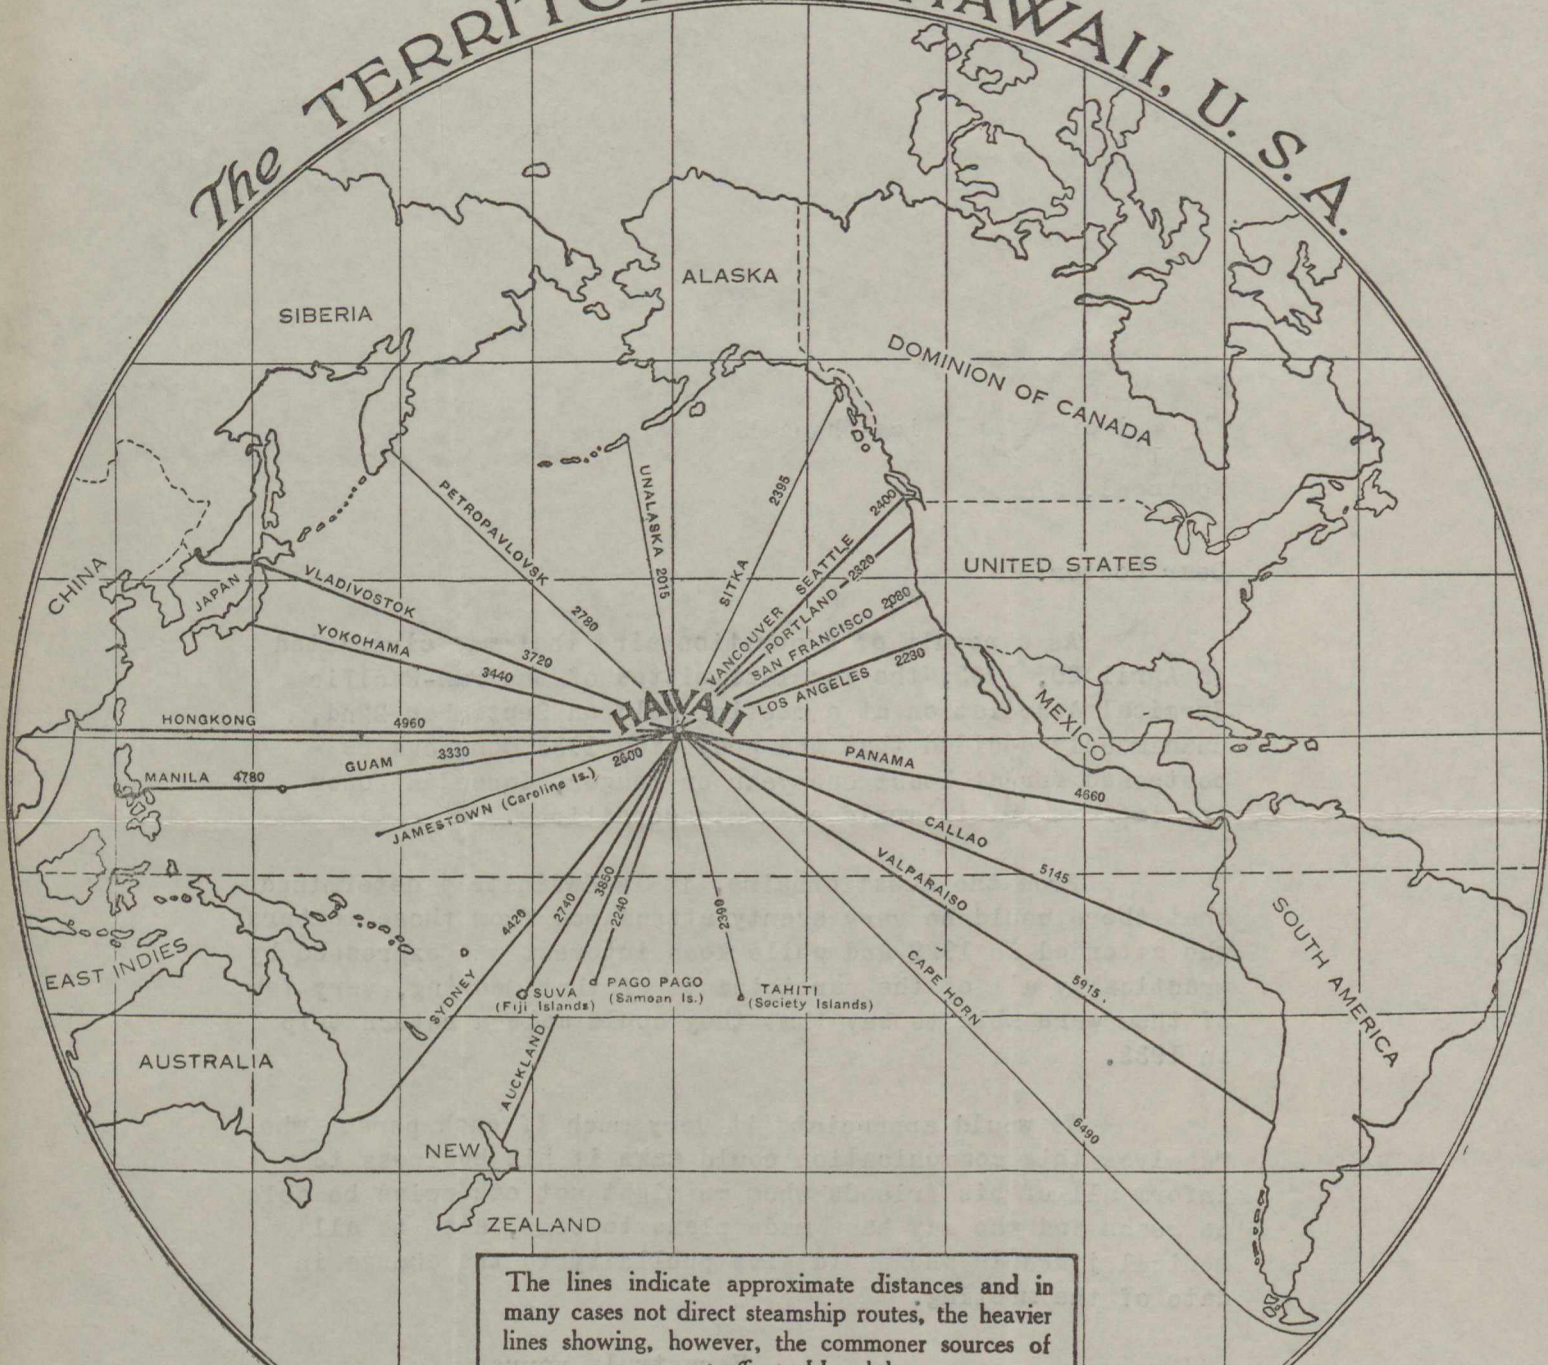 The TERRITO HAWAII, U. S. A.
SIBERIA
ALASKA
DOMINION OF CANADA
UNITED STATES
MEXICO
SOUTH AMERICA
CHINA
JAPAN
EAST INDIES
AUSTRALIA
NEW
ZEALAND
HAWAII
PETROPAVLOVSK 2780
UNALASKA 2015
SITKA 2395
VANCOUVER SEATTLE 2400
PORTLAND 2320
SAN FRANCISCO 2080
LOS ANGELES 2230
VLADIVOSTOK 3720
YOKOHAMA 3440
HONGKONG 4960
MANILA 4780
GUAM 3330
JAMESTOWN (Caroline Is.) 2600
PANAMA 4660
CALLAO 5145
VALPARAISO 5915.
CAPE HORN 6490
SYDNEY 4420
2740
SUVA
(Fiji Islands)
AUCKLAND 3850
2240
PAGO PAGO
(Samoan Is.)
2390
TAHITI
(Society Islands)
The lines indicate approximate distances and in
many cases not direct steamship routes, the heavier
lines showing, however, the commoner sources of